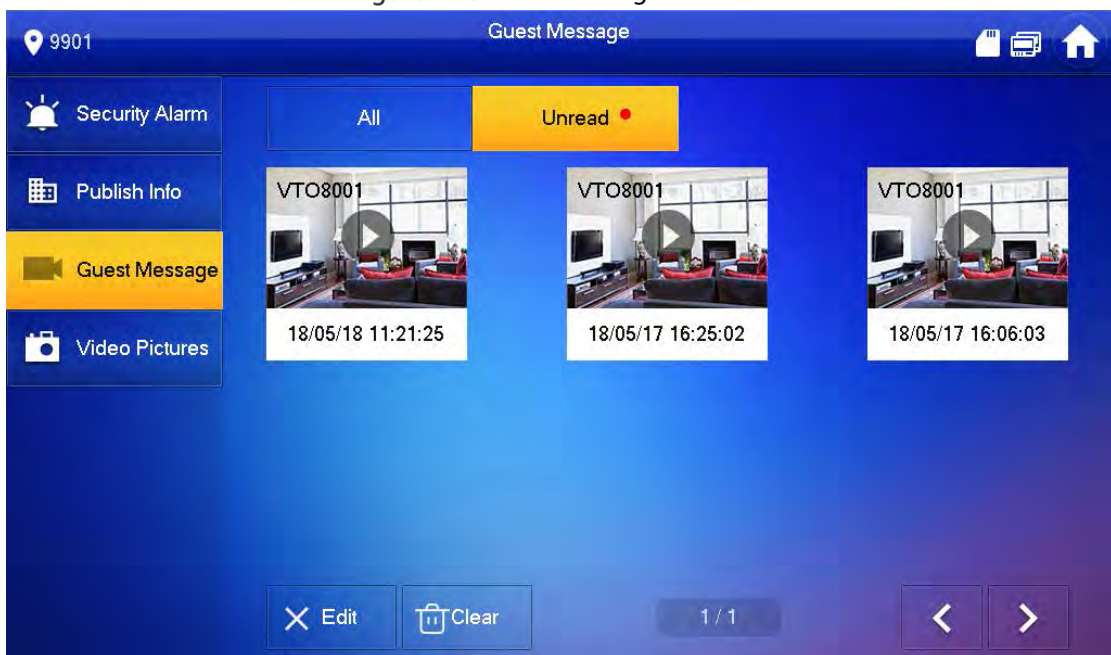 Guest Message
9901
Security Alarm
Publish Info
Guest Message
Video Pictures
All
Unread
VTO8001
18/05/18 11:21:25
VTO8001
18/05/17 16:25:02
VTO8001
18/05/17 16:06:03
Edit
Clear
1/1